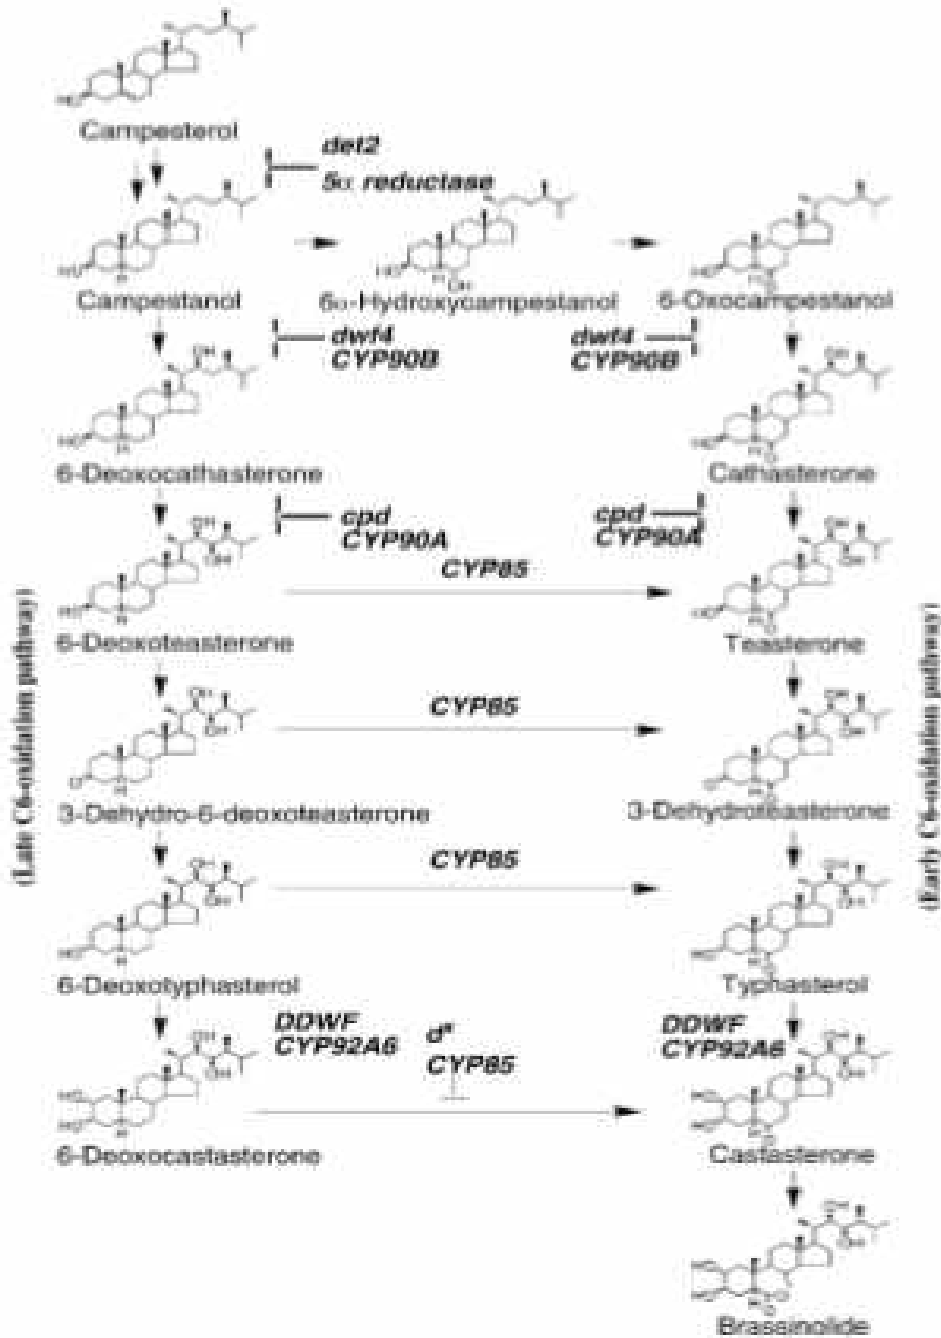 Campesterol
det2
5α reductase
Campestanol
6α-Hydroxycampestanol
6-Oxocampestanol
dwf4
CYP90B
dwf4
CYP90B
6-Deoxocathasterone
Cathasterone
cpd
CYP90A
cpd
CYP90A
CYP85
6-Deoxoteasterone
Teasterone
(Late C6-oxidation pathway)
(Early C6-oxidation pathway)
CYP85
3-Dehydro-6-deoxoteasterone
3-Dehydroteasterone
CYP85
6-Deoxotyphasterol
Typhasterol
DDWF
CYP92A6
CYP85
DDWF
CYP92A6
6-Deoxocastasterone
Castasterone
Brassinolide